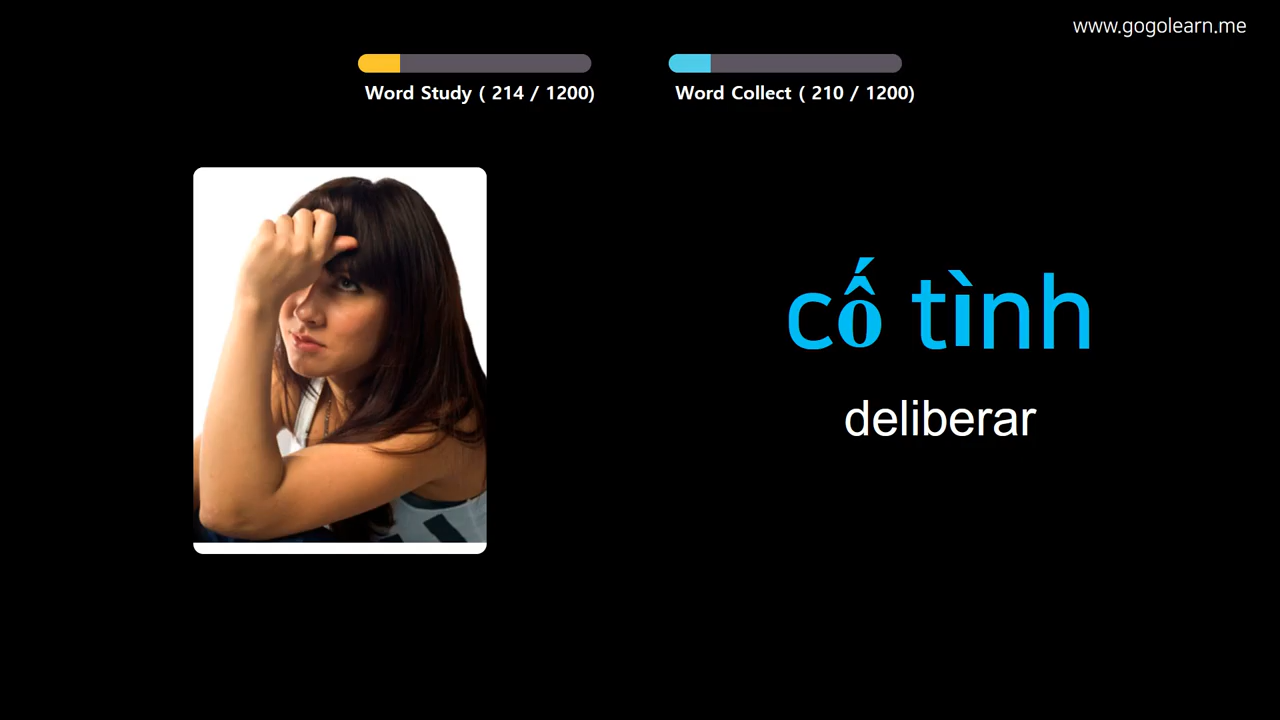 www.gogolearn.me
Word Study ( 214 / 1200)
Word Collect ( 210 / 1200)
cố tình
deliberar